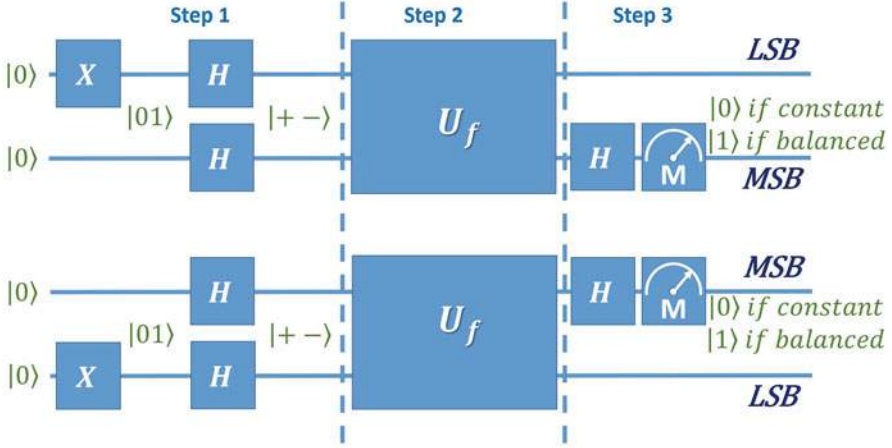 Step 1 Step 2 Step 3
LSB
|0⟩ X H
|01⟩ |+ −⟩ U_f |0⟩ if constant
|1⟩ if balanced
|0⟩ H H M
MSB
MSB
|0⟩ H H M
|01⟩ |+ −⟩ U_f |0⟩ if constant
|1⟩ if balanced
|0⟩ X H
LSB